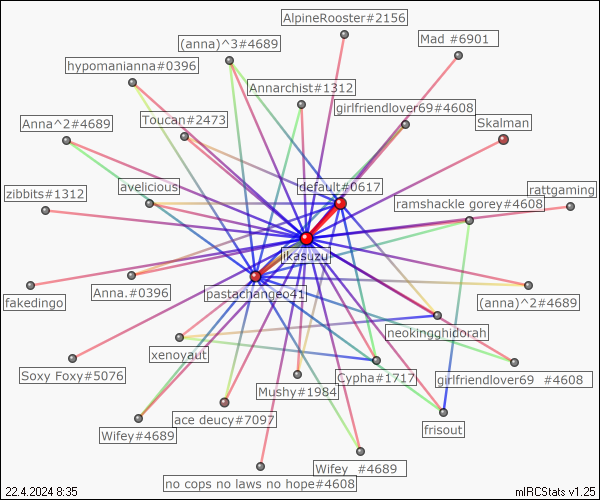 AlpineRooster#2156
(anna)^3#4689
Mad #6901
hypomanianna#0396
Annarchist#1312
girlfriendlover69#4608
Toucan#2473
Anna^2#4689
Skalman
zibbits#1312
avelicious
default#0617
rattgaming
ramshackle gorey#4608
jkasuzu
fakedingo
Anna.#0396
pastachangeo41
(anna)^2#4689
neokingghidorah
xenoyaut
Soxy Foxy#5076
Mushy#1984
Cypha#1717
girlfriendlover69 #4608
Wifey#4689
ace deucy#7097
frisout
Wifey #4689
no cops no laws no hope#4608
22.4.2024 8:35
mIRCStats v1.25